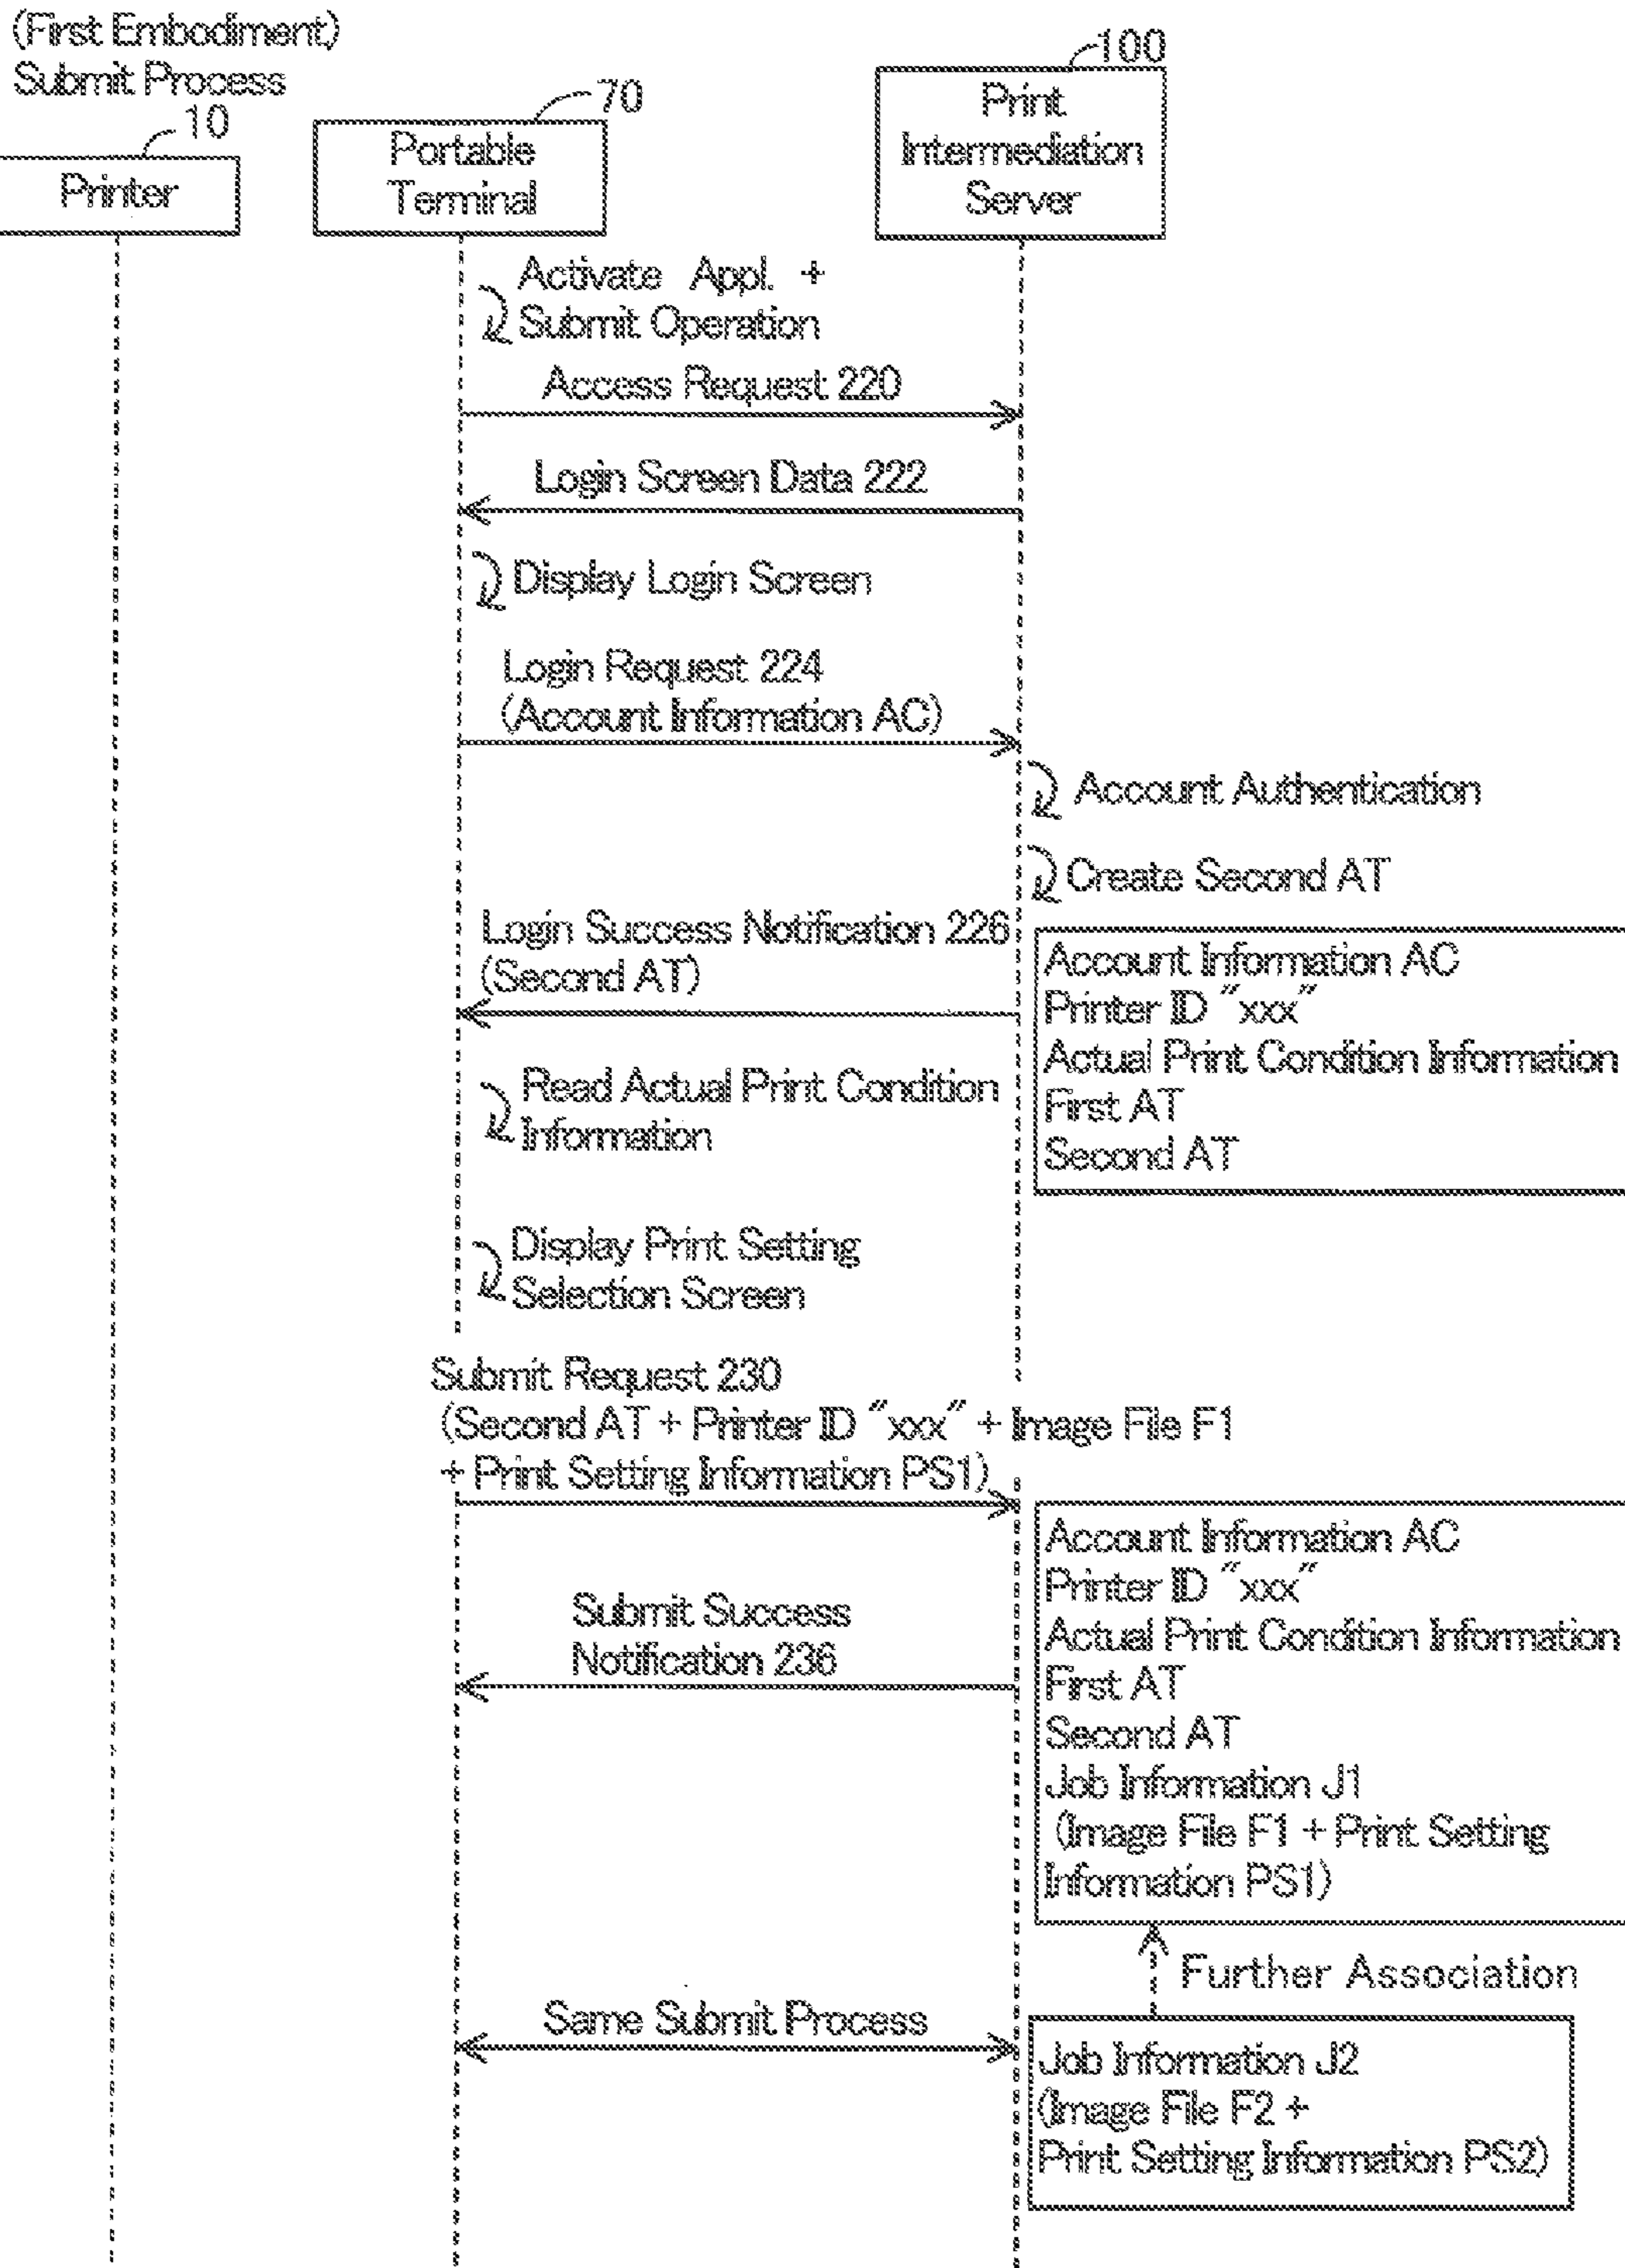 (First Embodiment)
Submit Process
10
Printer
70
Portable
Terminal
100
Print
Intermediation
Server
Activate Appl. +
Submit Operation
Access Request 220
Login Screen Data 222
Display Login Screen
Login Request 224
(Account Information AC)
Account Authentication
Create Second AT
Login Success Notification 226
(Second AT)
Account Information AC
Printer ID "xxx"
Actual Print Condition Information
First AT
Second AT
Read Actual Print Condition
Information
Display Print Setting
Selection Screen
Submit Request 230
(Second AT + Printer ID "xxx" + Image File F1
+ Print Setting Information PS1)
Account Information AC
Printer ID "xxx"
Actual Print Condition Information
First AT
Second AT
Job Information J1
(Image File F1 + Print Setting
Information PS1)
Submit Success
Notification 236
Further Association
Same Submit Process
Job Information J2
(Image File F2 +
Print Setting Information PS2)